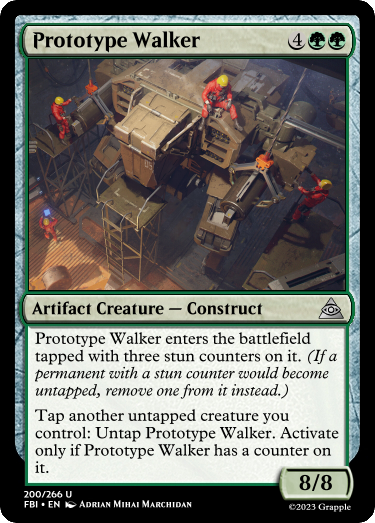 Prototype Walker 4
Artifact Creature — Construct
Prototype Walker enters the battlefield
tapped with three stun counters on it. (If a
permanent with a stun counter would become
untapped, remove one from it instead.)
Tap another untapped creature you
control: Untap Prototype Walker. Activate
only if Prototype Walker has a counter on
it.
8/8
200/266 U
FBI • EN Adrian Mihai Marchidan
©2023 Grapple